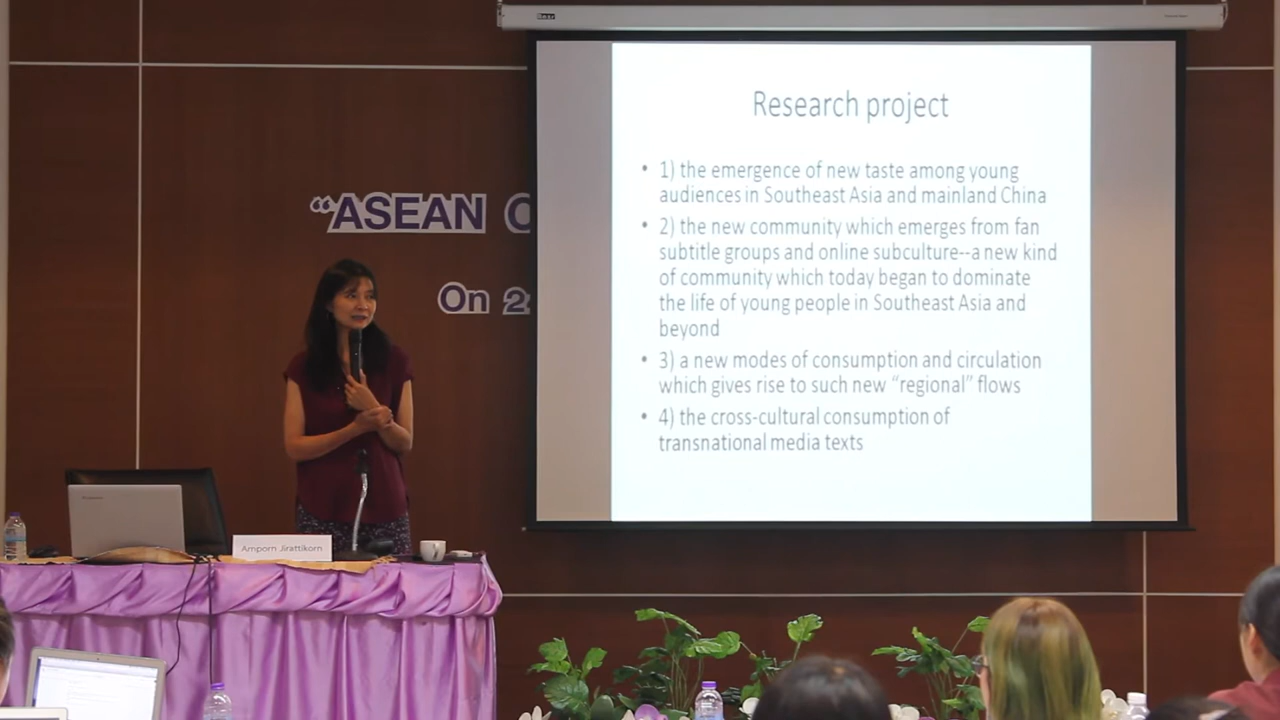 Research project
• 1) the emergence of new taste among young
audiences in Southeast Asia and mainland China
• 2) the new community which emerges from fan
subtitle groups and online subculture--a new kind
of community which today began to dominate
the life of young people in Southeast Asia and
beyond
• 3) a new modes of consumption and circulation
which gives rise to such new “regional” flows
• 4) the cross-cultural consumption of
transnational media texts
“ASEAN
On 2
Amporn Jirattikorn